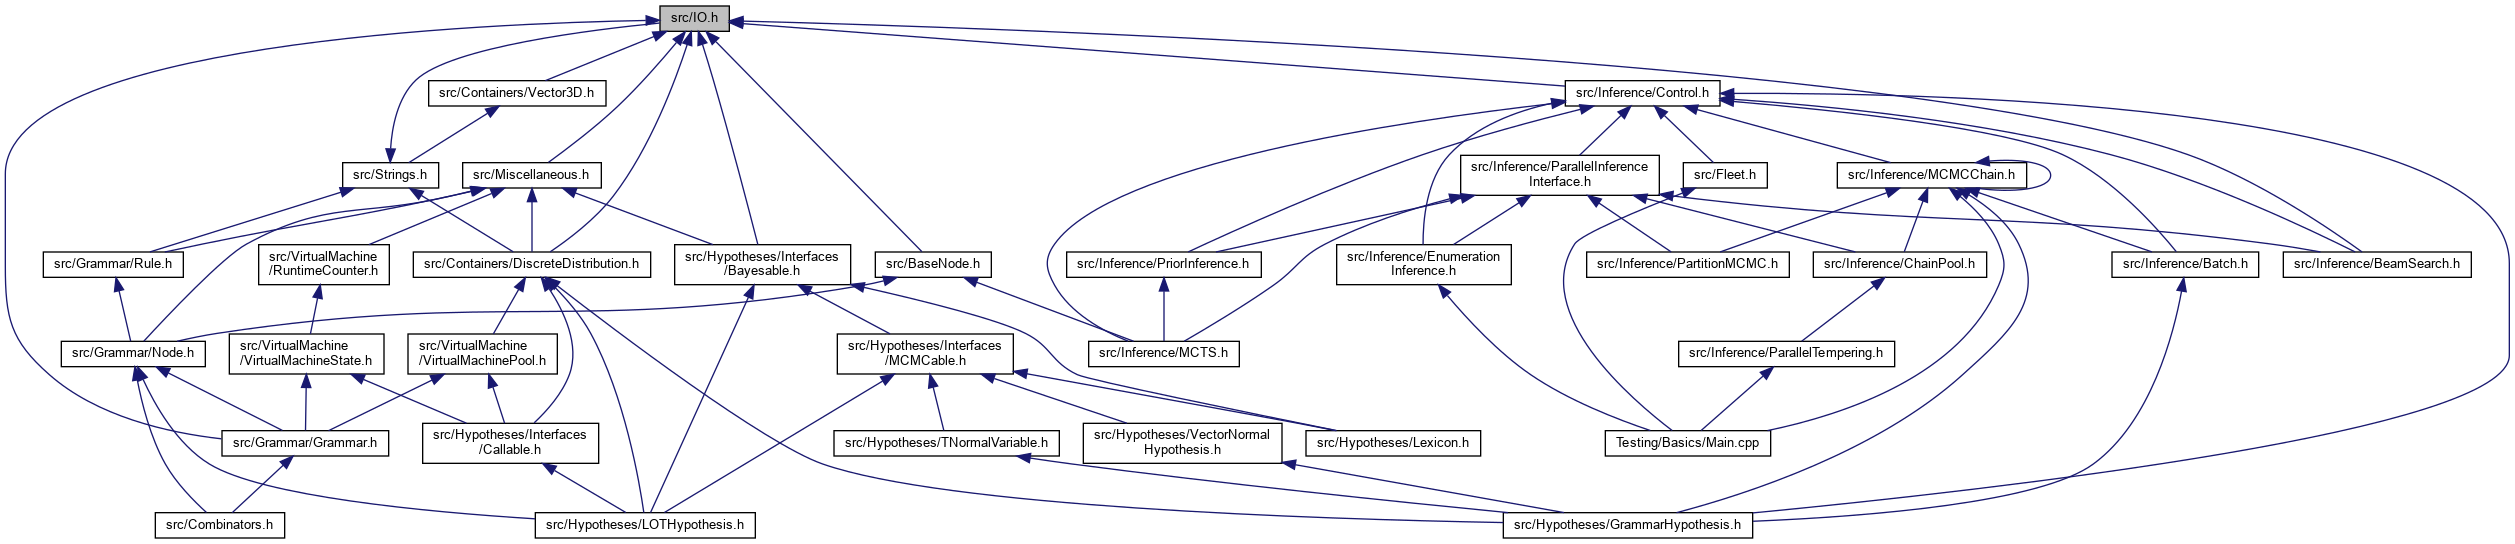 src/IO.h
src/Containers/Vector3D.h
src/Inference/Control.h
src/Strings.h
src/Miscellaneous.h
src/Inference/ParallelInference
Interface.h
src/Fleet.h
src/Inference/MCMCChain.h
src/Grammar/Rule.h
src/VirtualMachine
/RuntimeCounter.h
src/Containers/DiscreteDistribution.h
src/Hypotheses/Interfaces
/Bayesable.h
src/BaseNode.h
src/Inference/PriorInference.h
src/Inference/Enumeration
Inference.h
src/Inference/PartitionMCMC.h
src/Inference/ChainPool.h
src/Inference/Batch.h
src/Inference/BeamSearch.h
src/Grammar/Node.h
src/VirtualMachine
/VirtualMachineState.h
src/VirtualMachine
/VirtualMachinePool.h
src/Hypotheses/Interfaces
/MCMCable.h
src/Inference/MCTS.h
src/Inference/ParallelTempering.h
src/Grammar/Grammar.h
src/Hypotheses/Interfaces
/Callable.h
src/Hypotheses/TNormalVariable.h
src/Hypotheses/VectorNormal
Hypothesis.h
src/Hypotheses/Lexicon.h
Testing/Basics/Main.cpp
src/Combinators.h
src/Hypotheses/LOTHypothesis.h
src/Hypotheses/GrammarHypothesis.h